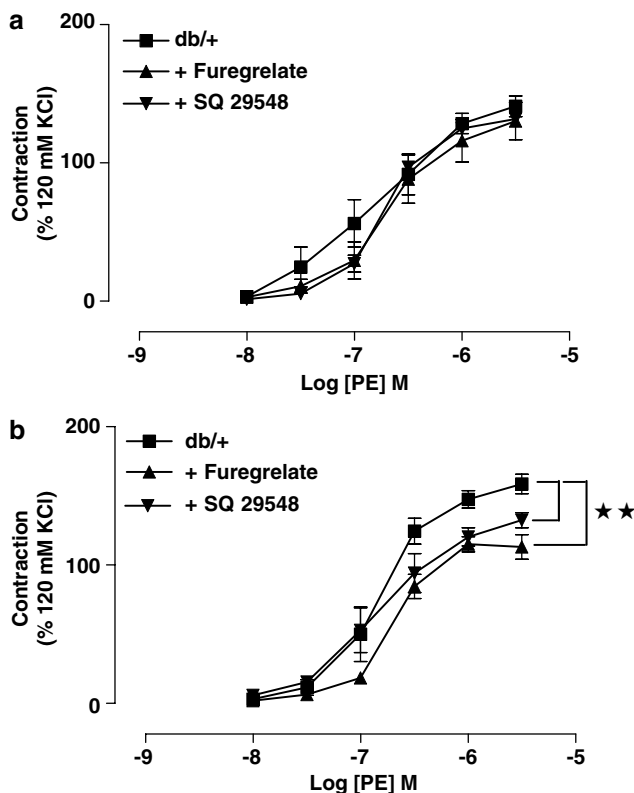 a
200
db/+
+ Furegrelate
+ SQ 29548
Contraction
(% 120 mM KCl)
100
0
-9 -8 -7 -6 -5
Log [PE] M
b
200
db/+
+ Furegrelate
+ SQ 29548
★★
Contraction
(% 120 mM KCl)
100
0
-9 -8 -7 -6 -5
Log [PE] M